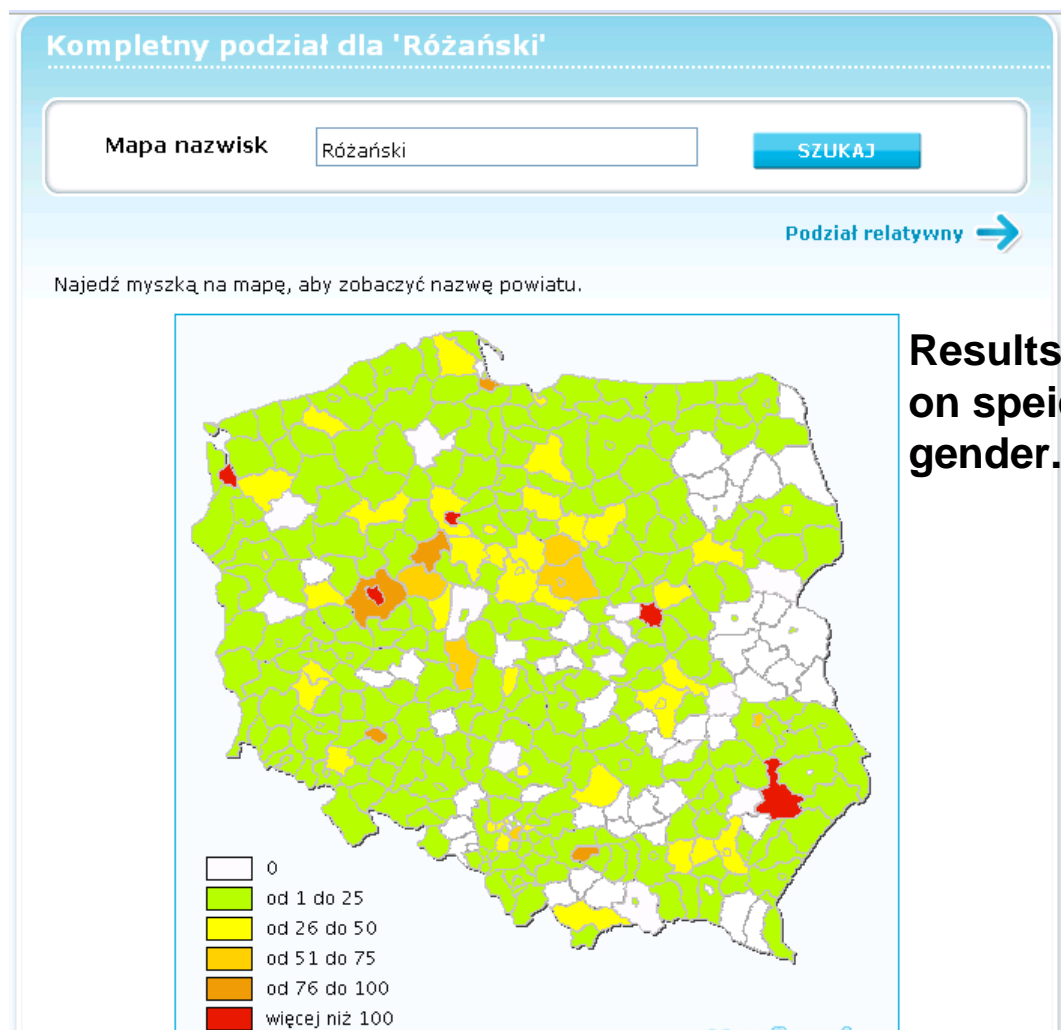 Kompletny podział dla 'Różański'
Mapa nazwisk
Różański
SZUKAJ
Podział relatywny
Najedź myszką na mapę, aby zobaczyć nazwę powiatu.
Results
on
gender.
0
od 1 do 25
od 26 do 50
od 51 do 75
od 76 do 100
więcej niż 100